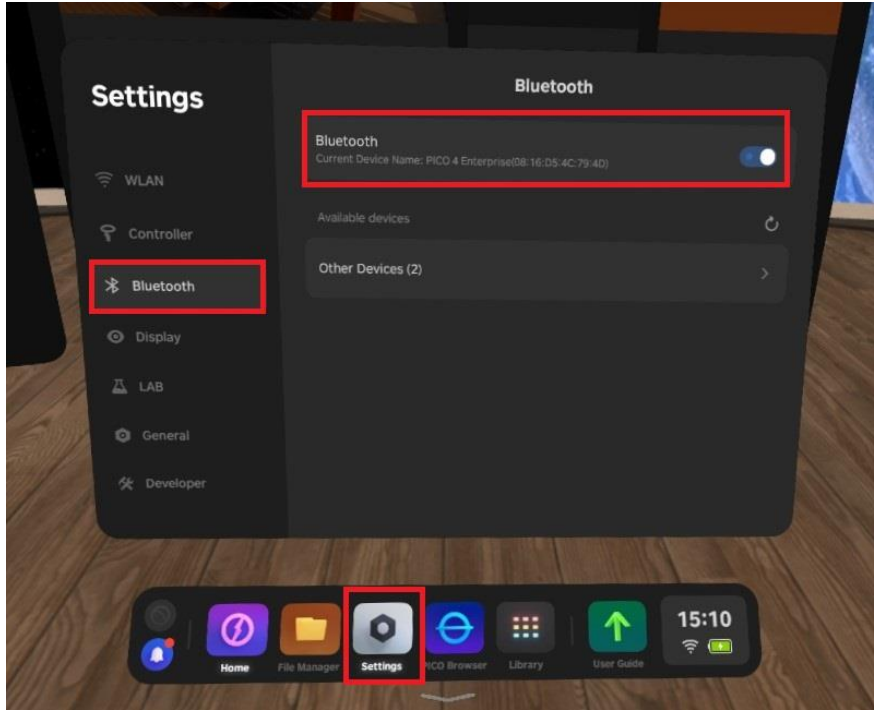 Settings
WLAN
Controller
Bluetooth
Display
LAB
General
Developer
Bluetooth
Bluetooth
Current Device Name: PICO 4 Enterprise(08:16:D5:4C:79:4D)
Available devices
Other Devices (2)
Home
File Manager
Settings
PICO Browser
Library
User Guide
15:10